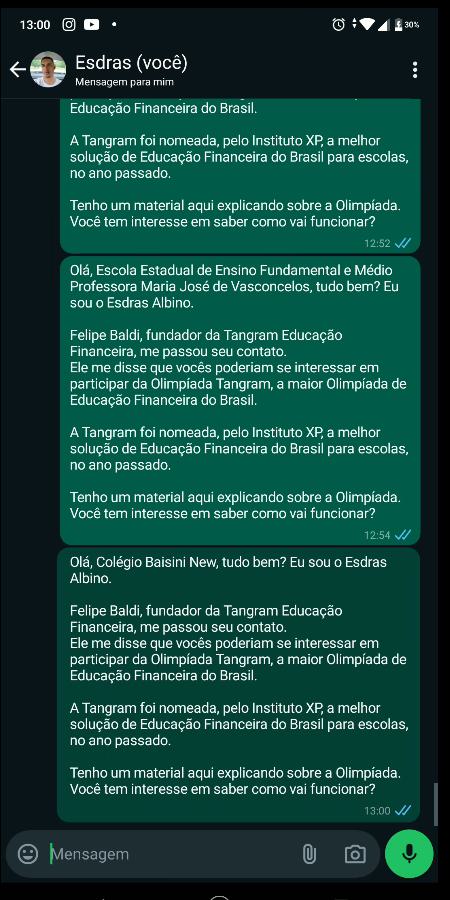 13:00
30%
Esdras (você)
Mensagem para mim
Educação Financeira do Brasil.
A Tangram foi nomeada, pelo Instituto XP, a melhor
solução de Educação Financeira do Brasil para escolas,
no ano passado.
Tenho um material aqui explicando sobre a Olimpíada.
Você tem interesse em saber como vai funcionar?
12:52
Olá, Escola Estadual de Ensino Fundamental e Médio
Professora Maria José de Vasconcelos, tudo bem? Eu
sou o Esdras Albino.
Felipe Baldi, fundador da Tangram Educação
Financeira, me passou seu contato.
Ele me disse que vocês poderiam se interessar em
participar da Olimpíada Tangram, a maior Olimpíada de
Educação Financeira do Brasil.
A Tangram foi nomeada, pelo Instituto XP, a melhor
solução de Educação Financeira do Brasil para escolas,
no ano passado.
Tenho um material aqui explicando sobre a Olimpíada.
Você tem interesse em saber como vai funcionar?
12:54
Olá, Colégio Baisini New, tudo bem? Eu sou o Esdras
Albino.
Felipe Baldi, fundador da Tangram Educação
Financeira, me passou seu contato.
Ele me disse que vocês poderiam se interessar em
participar da Olimpíada Tangram, a maior Olimpíada de
Educação Financeira do Brasil.
A Tangram foi nomeada, pelo Instituto XP, a melhor
solução de Educação Financeira do Brasil para escolas,
no ano passado.
Tenho um material aqui explicando sobre a Olimpíada.
Você tem interesse em saber como vai funcionar?
13:00
Mensagem